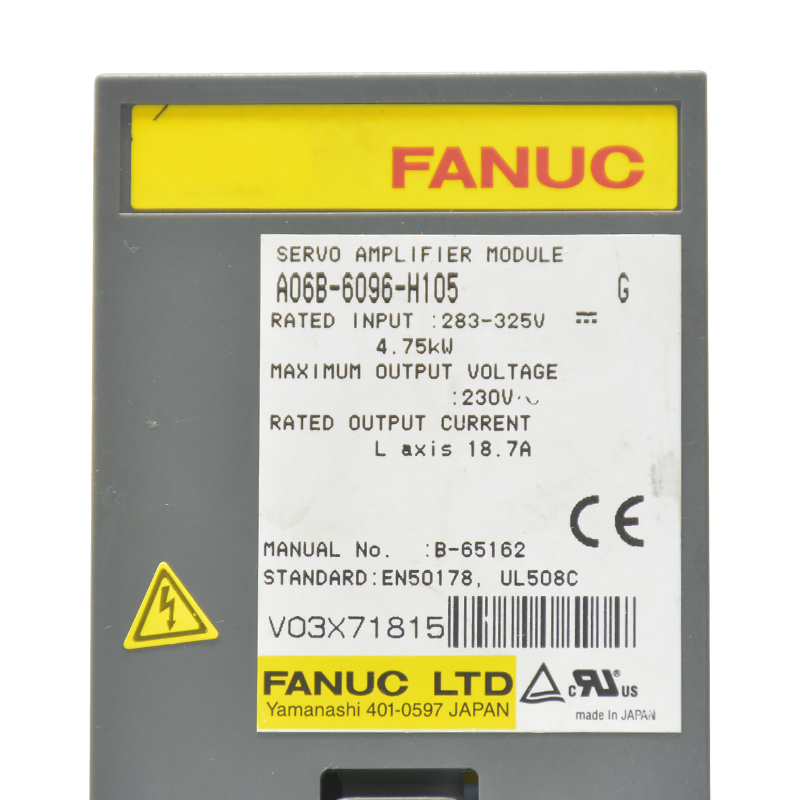 FANUC
SERVO AMPLIFIER MODULE
A06B-6096-H105 G
RATED INPUT :283-325V ⎓
4.75kW
MAXIMUM OUTPUT VOLTAGE
:230V~
RATED OUTPUT CURRENT
L axis 18.7A
CE
MANUAL No. :B-65162
STANDARD:EN50178, UL508C
V03X71815
FANUC LTD
Yamanashi 401-0597 JAPAN
c RU® US
made in JAPAN